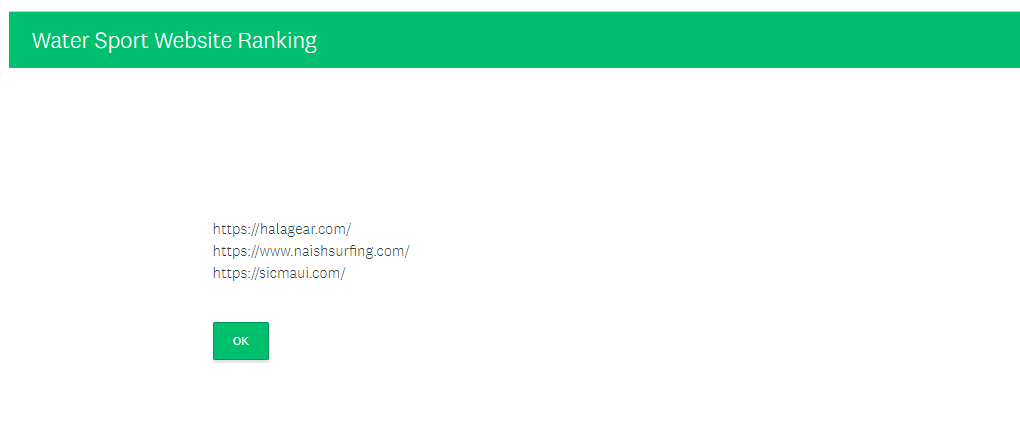 Water Sport Website Ranking
https://halagear.com/
https://www.naishsurfing.com/
https://sicmaui.com/
OK